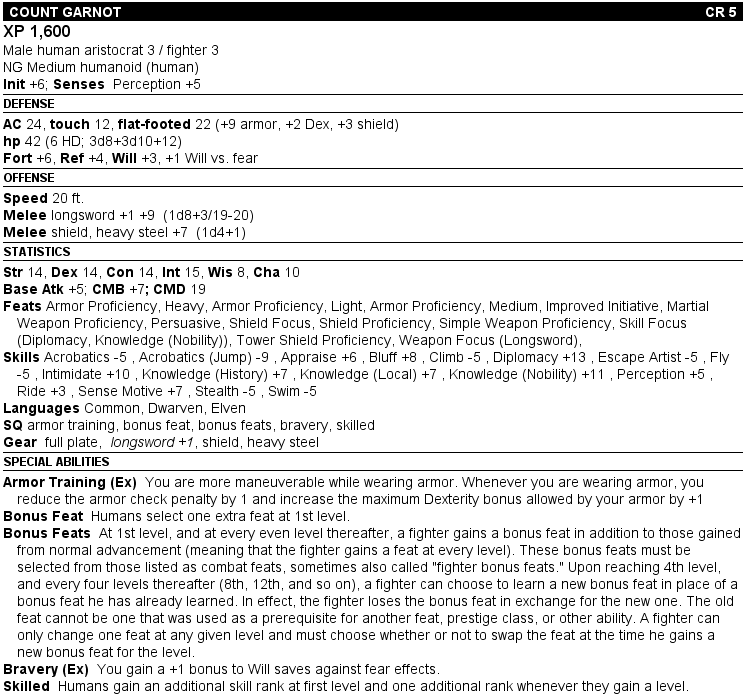 COUNT GARNOT CR 5
XP 1,600
Male human aristocrat 3 / fighter 3
NG Medium humanoid (human)
Init +6; Senses Perception +5
DEFENSE
AC 24, touch 12, flat-footed 22 (+9 armor, +2 Dex, +3 shield)
hp 42 (6 HD; 3d8+3d10+12)
Fort +6, Ref +4, Will +3, +1 Will vs. fear
OFFENSE
Speed 20 ft.
Melee longsword +1 +9 (1d8+3/19-20)
Melee shield, heavy steel +7 (1d4+1)
STATISTICS
Str 14, Dex 14, Con 14, Int 15, Wis 8, Cha 10
Base Atk +5; CMB +7; CMD 19
Feats Armor Proficiency, Heavy, Armor Proficiency, Light, Armor Proficiency, Medium, Improved Initiative, Martial
Weapon Proficiency, Persuasive, Shield Focus, Shield Proficiency, Simple Weapon Proficiency, Skill Focus
(Diplomacy, Knowledge (Nobility)), Tower Shield Proficiency, Weapon Focus (Longsword),
Skills Acrobatics -5 , Acrobatics (Jump) -9 , Appraise +6 , Bluff +8 , Climb -5 , Diplomacy +13 , Escape Artist -5 , Fly
-5 , Intimidate +10 , Knowledge (History) +7 , Knowledge (Local) +7 , Knowledge (Nobility) +11 , Perception +5 ,
Ride +3 , Sense Motive +7 , Stealth -5 , Swim -5
Languages Common, Dwarven, Elven
SQ armor training, bonus feat, bonus feats, bravery, skilled
Gear full plate, longsword +1, shield, heavy steel
SPECIAL ABILITIES
Armor Training (Ex) You are more maneuverable while wearing armor. Whenever you are wearing armor, you
reduce the armor check penalty by 1 and increase the maximum Dexterity bonus allowed by your armor by +1
Bonus Feat Humans select one extra feat at 1st level.
Bonus Feats At 1st level, and at every even level thereafter, a fighter gains a bonus feat in addition to those gained
from normal advancement (meaning that the fighter gains a feat at every level). These bonus feats must be
selected from those listed as combat feats, sometimes also called "fighter bonus feats." Upon reaching 4th level,
and every four levels thereafter (8th, 12th, and so on), a fighter can choose to learn a new bonus feat in place of a
bonus feat he has already learned. In effect, the fighter loses the bonus feat in exchange for the new one. The old
feat cannot be one that was used as a prerequisite for another feat, prestige class, or other ability. A fighter can
only change one feat at any given level and must choose whether or not to swap the feat at the time he gains a
new bonus feat for the level.
Bravery (Ex) You gain a +1 bonus to Will saves against fear effects.
Skilled Humans gain an additional skill rank at first level and one additional rank whenever they gain a level.